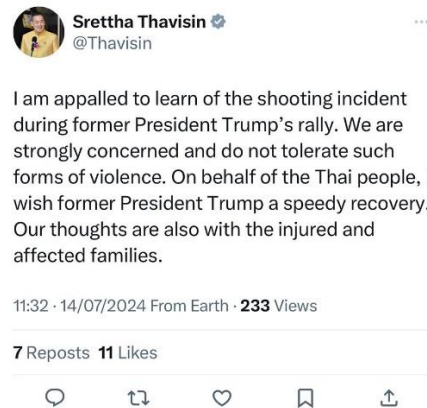 Srettha Thavisin
@Thavisin
I am appalled to learn of the shooting incident
during former President Trump's rally. We are
strongly concerned and do not tolerate such
forms of violence. On behalf of the Thai people,
wish former President Trump a speedy recovery.
Our thoughts are also with the injured and
affected families.
11:32 · 14/07/2024 From Earth · 233 Views
7 Reposts 11 Likes